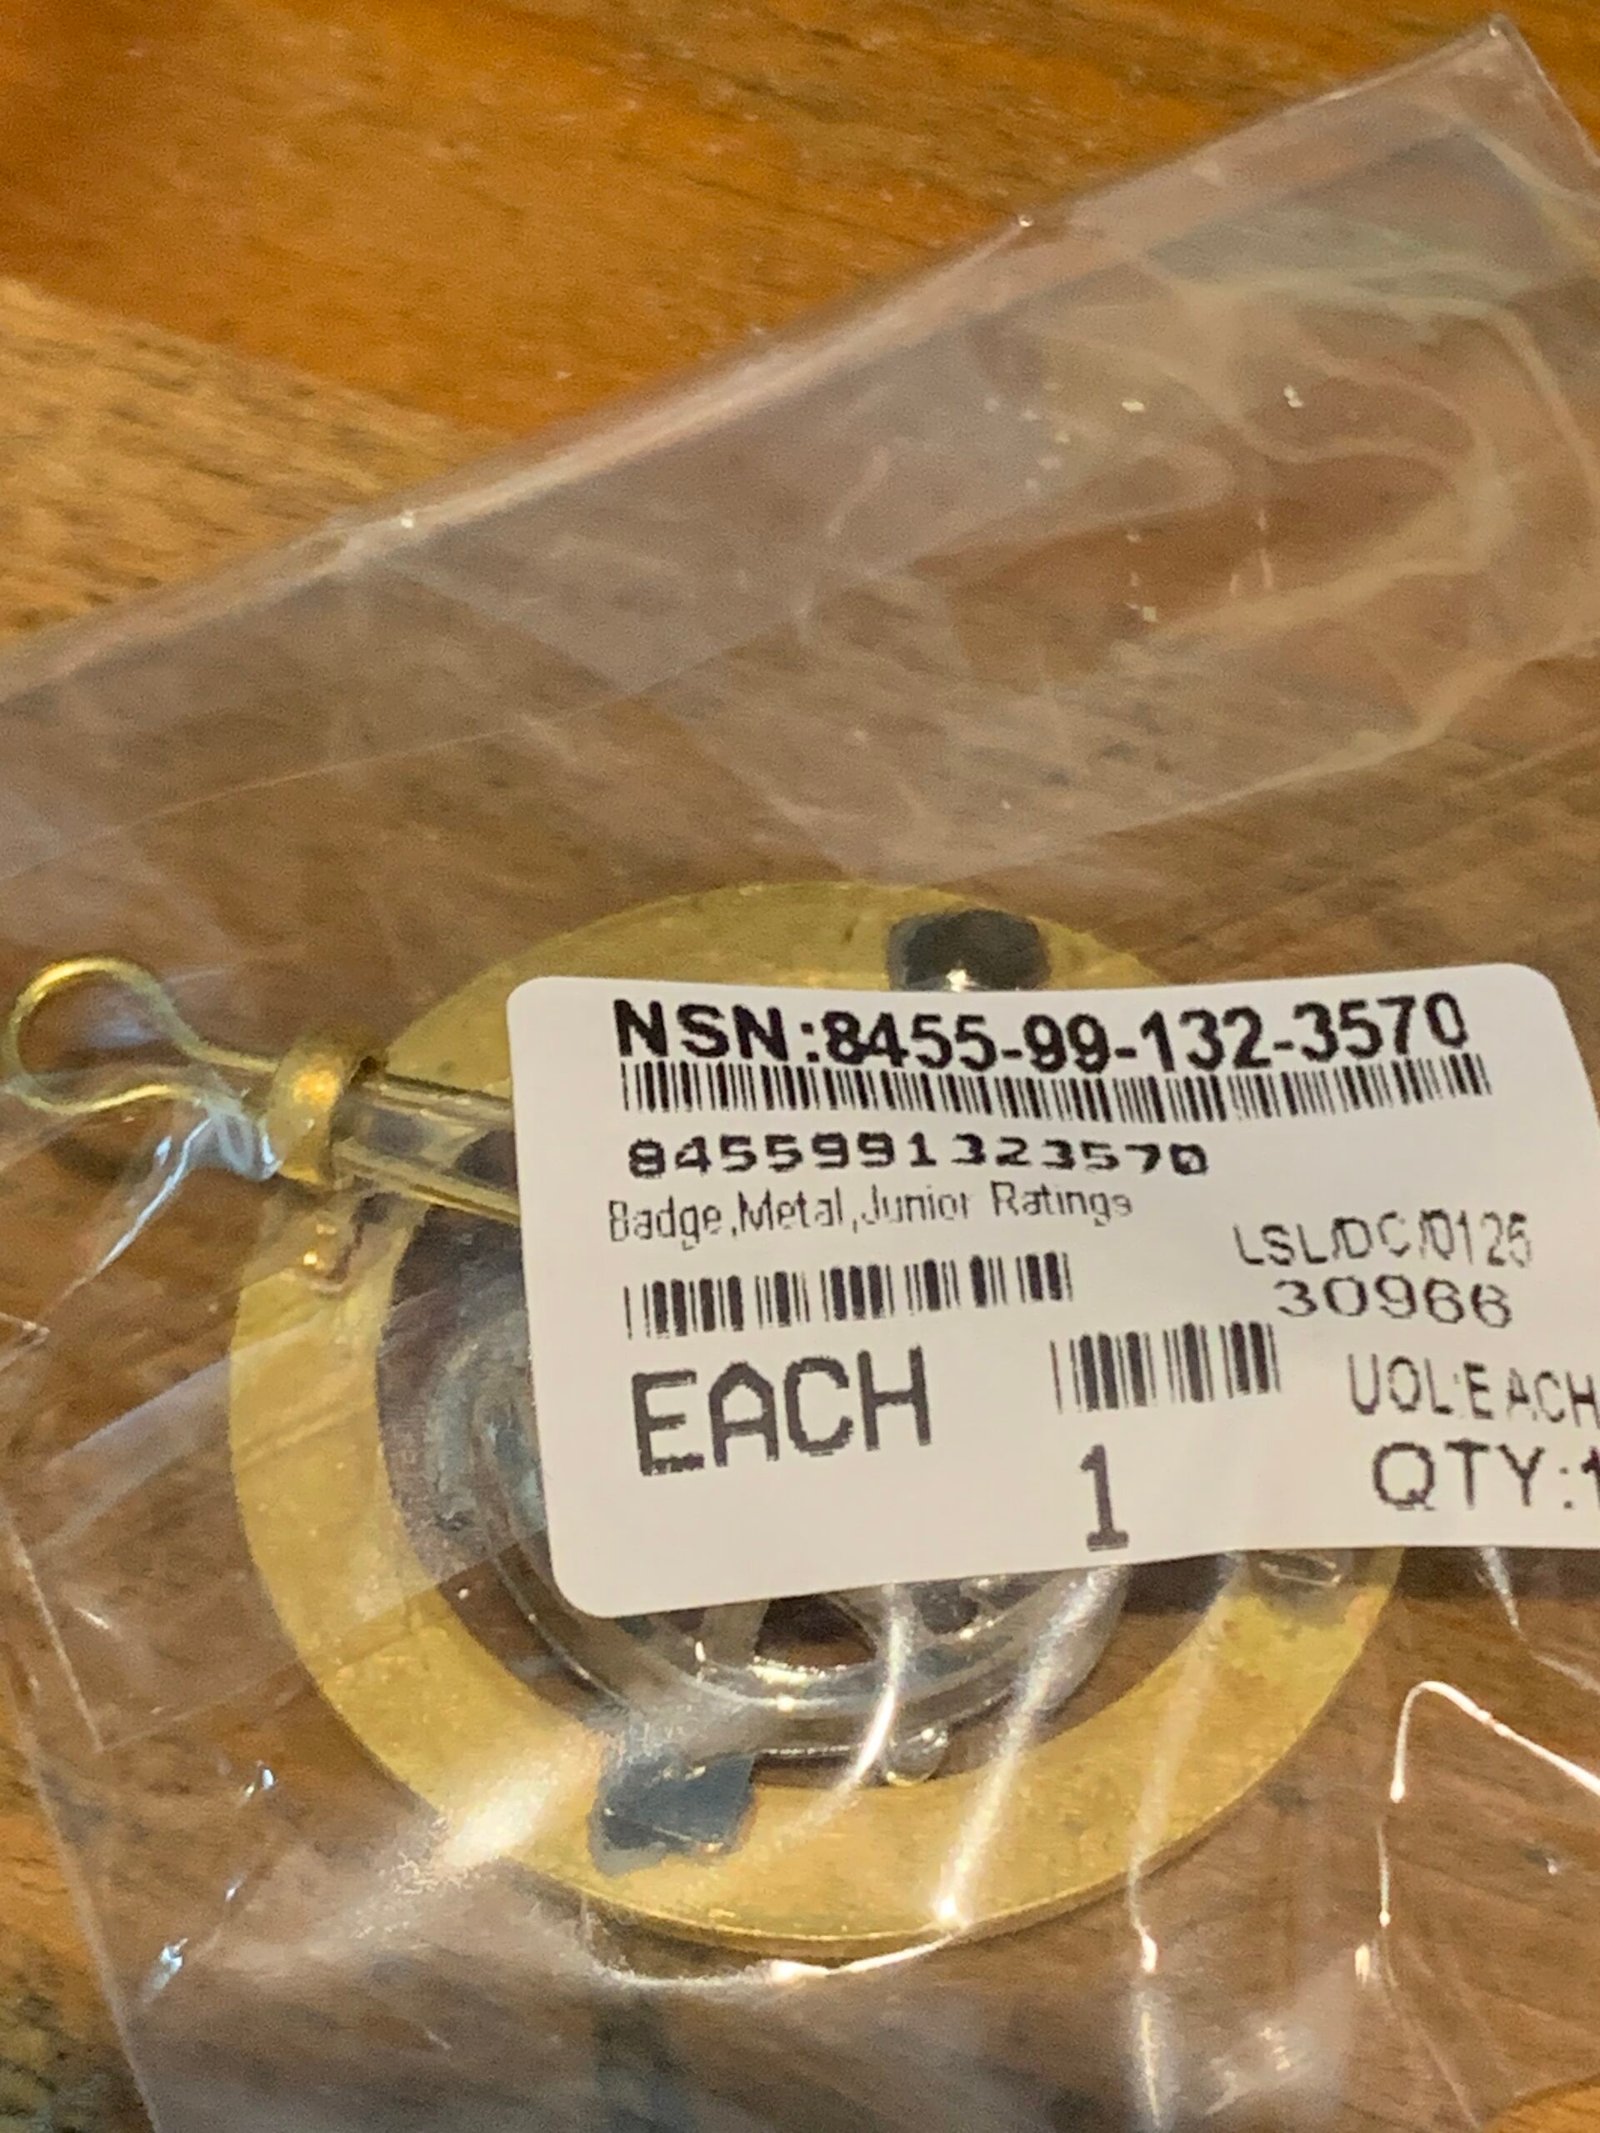 NSN:8455-99-132-3570
8455991323570
Badge,Metal,Junior Ratings
LSL/DC/0125
30966
EACH
1
UOI:EACH
QTY:1